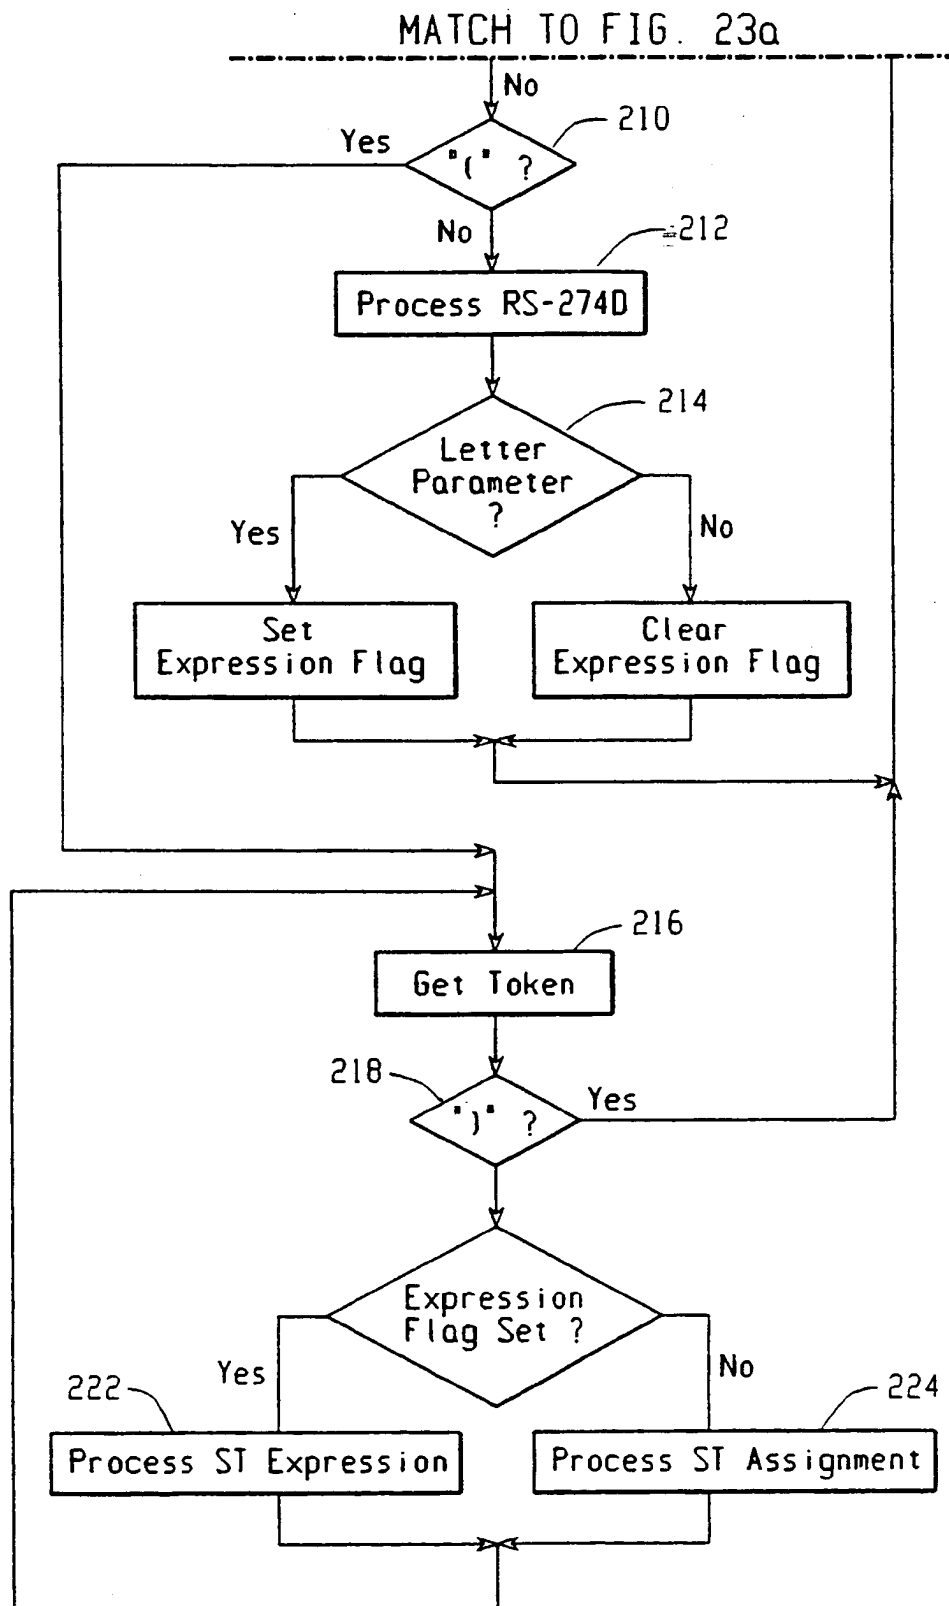 MATCH TO FIG. 23a
No
210
Yes
"(" ?
No
212
Process RS-274D
214
Letter
Parameter
?
Yes
No
Set
Expression Flag
Clear
Expression Flag
216
Get Token
218
")" ?
Yes
Expression
Flag Set ?
Yes
No
222
224
Process ST Expression
Process ST Assignment